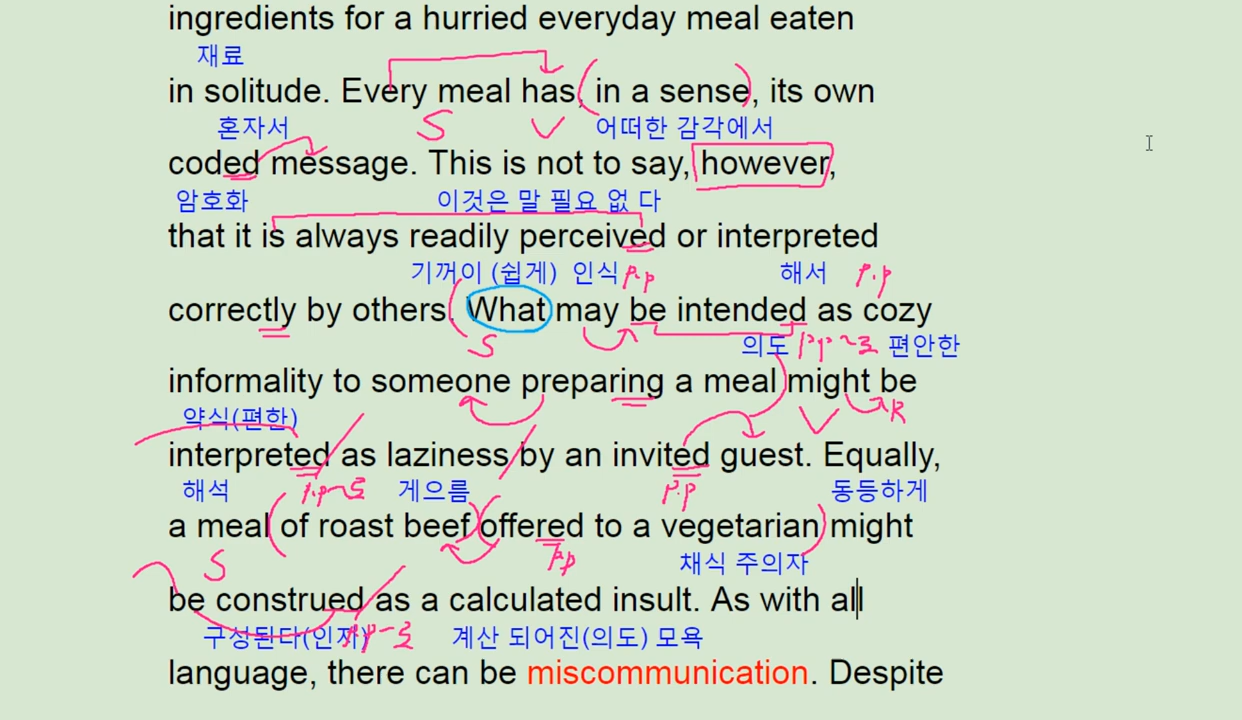 ingredients for a hurried everyday meal eaten
재료
in solitude. Every meal has, (in a sense), its own
혼자서 S V 어떠한 감각에서
coded message. This is not to say, however,
암호화 이것은 말 필요 없 다
that it is always readily perceived or interpreted
기꺼이 (쉽게) 인식 p.p 해서 p.p
correctly by others. (What may be intended as cozy
S 의도 p.p~로 편안한
informality to someone preparing a meal) might be
약식(편한) V R
interpreted as laziness by an invited guest. Equally,
해석 p.p~로 게으름 p.p 동등하게
a meal (of roast beef) (offered to a vegetarian) might
S p.p 채식 주의자
be construed as a calculated insult. As with all
구성된다(인지) p.p~로 계산 되어진(의도) 모욕
language, there can be miscommunication. Despite